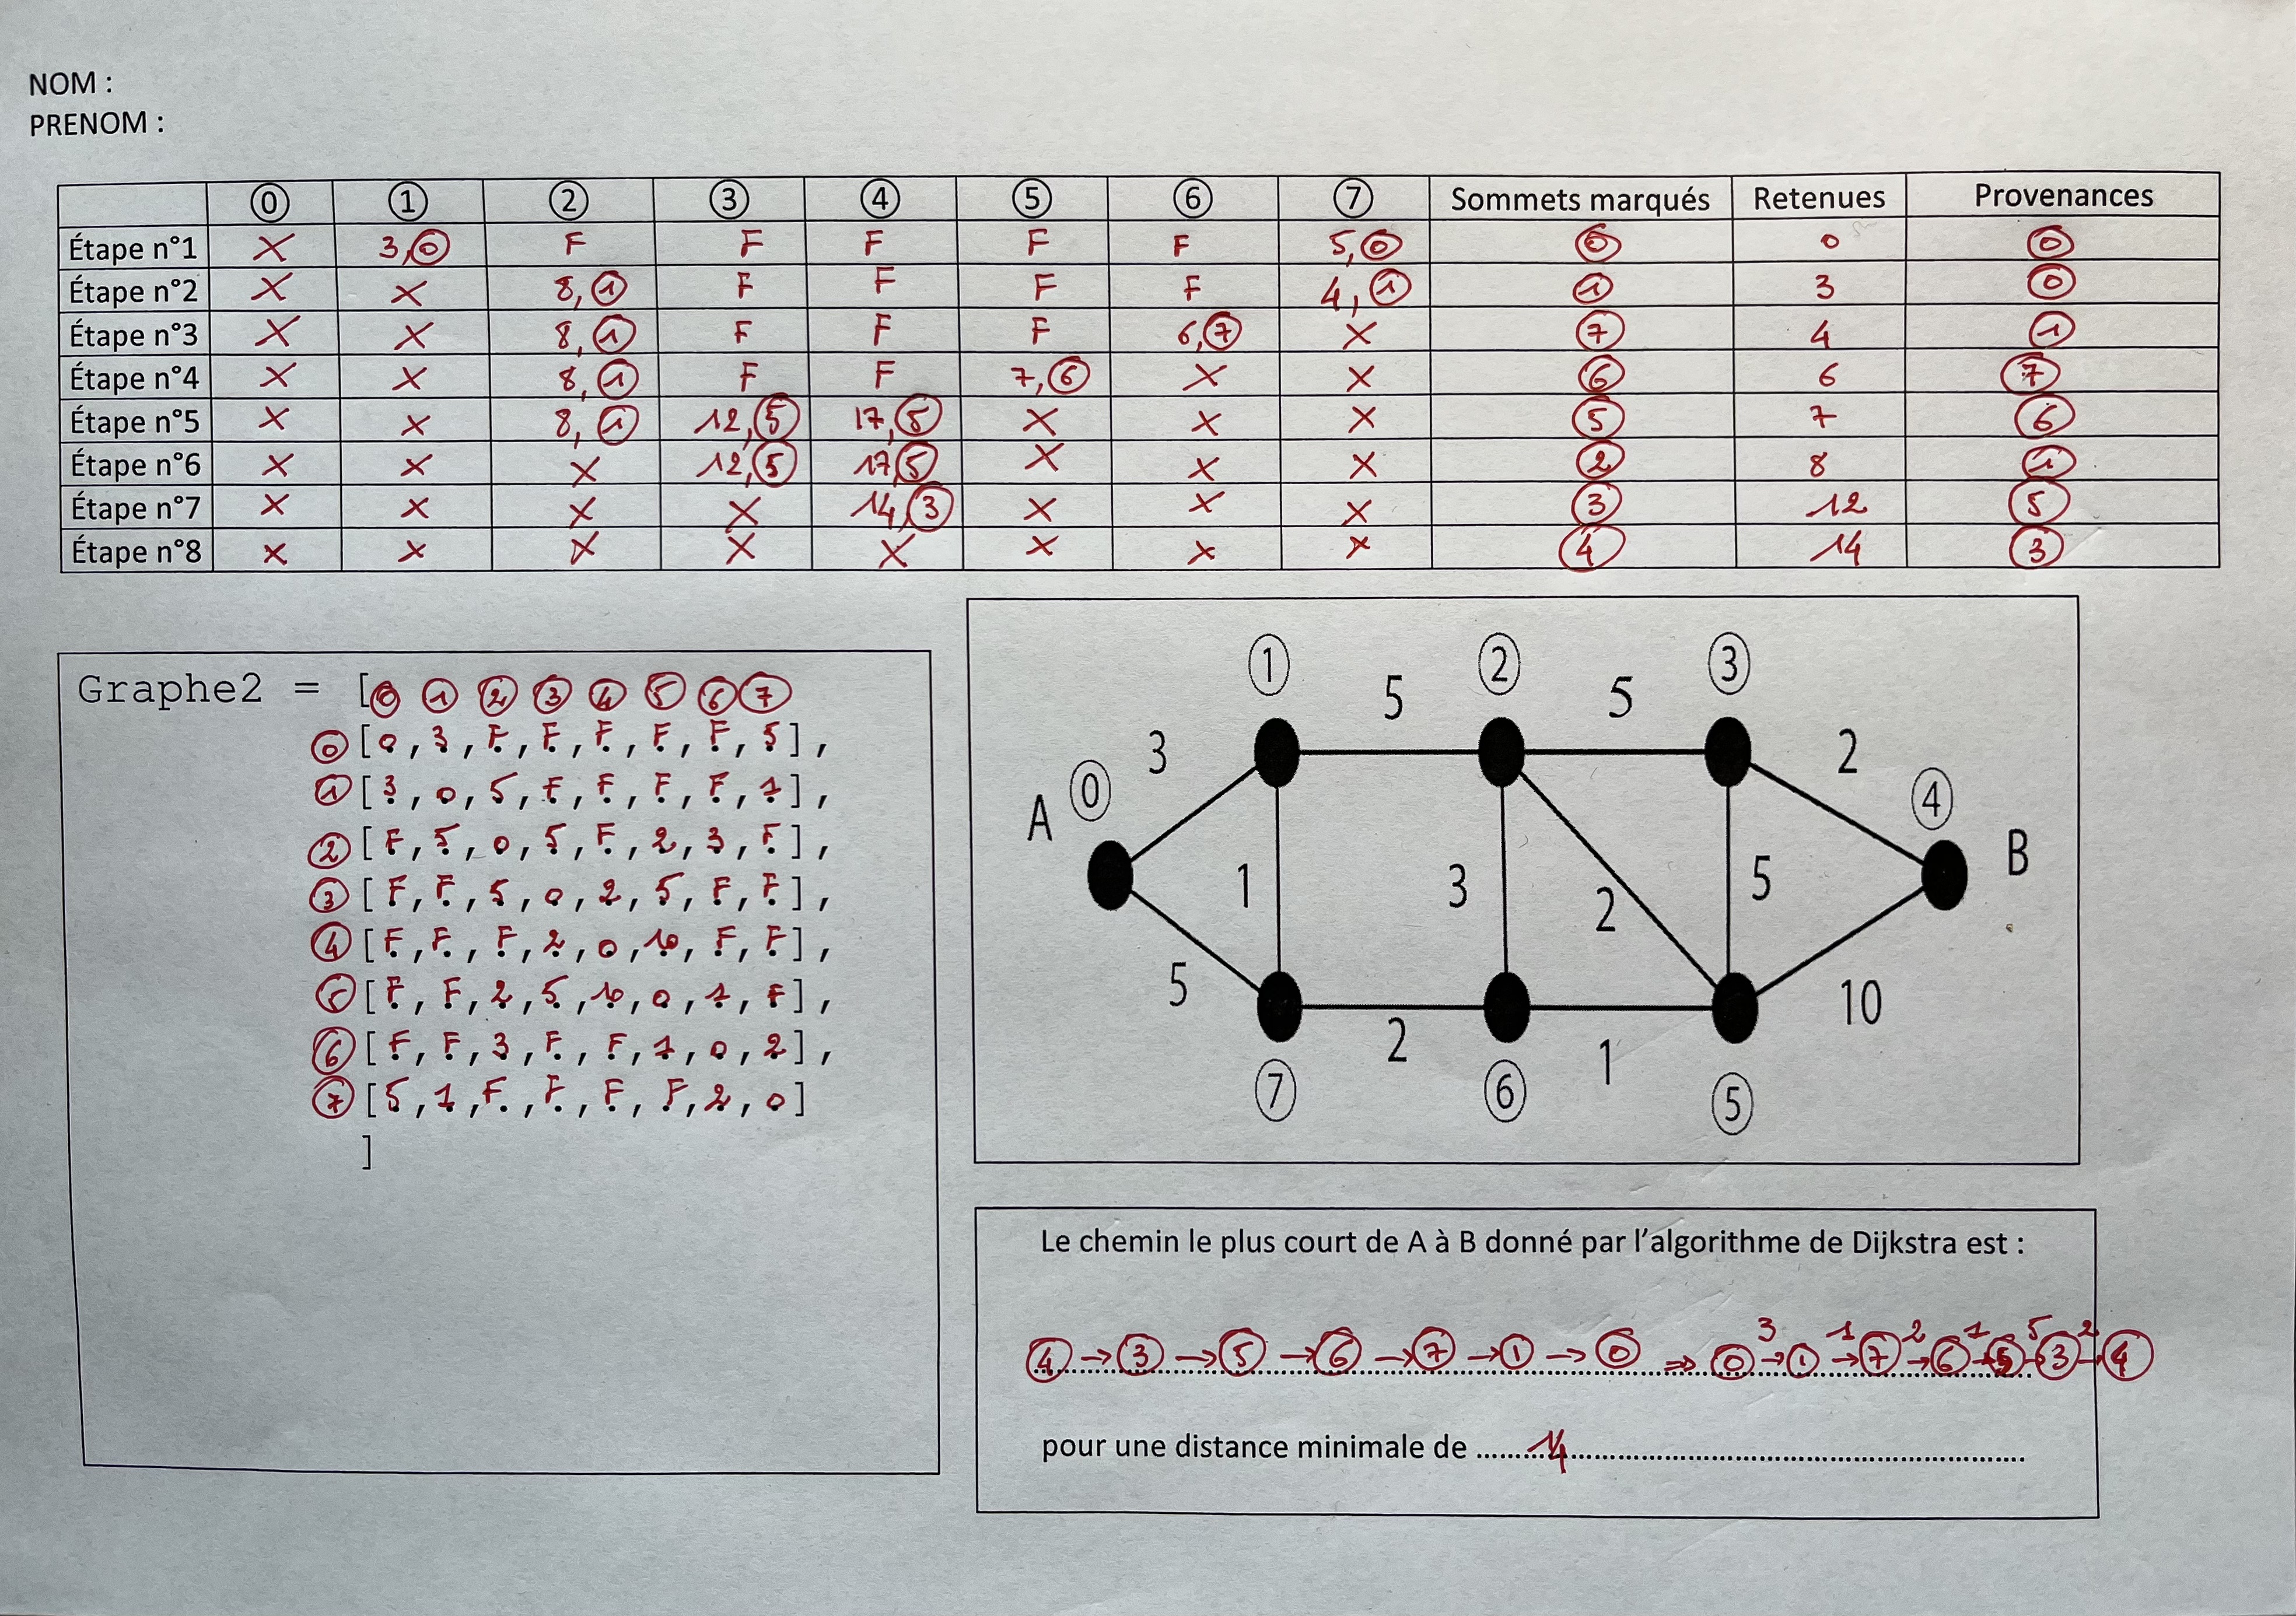 NOM :
PRENOM :
⓪ ① ② ③ ④ ⑤ ⑥ ⑦ Sommets marqués Retenues Provenances
Étape n°1 X 3,⓪ F F F F F 5,⓪ ⓪ 0 ⓪
Étape n°2 X X 8,① F F F F 4,① ① 3 ⓪
Étape n°3 X X 8,① F F F 6,⑦ X ⑦ 4 ①
Étape n°4 X X 8,① F F 7,⑥ X X ⑥ 6 ⑦
Étape n°5 X X 8,① 12,⑤ 17,⑤ X X X ⑤ 7 ⑥
Étape n°6 X X X 12,⑤ 17,⑤ X X X ② 8 ①
Étape n°7 X X X X 14,③ X X X ③ 12 ⑤
Étape n°8 X X X X X X X X ④ 14 ③
Graphe2 = [⓪ ① ② ③ ④ ⑤ ⑥ ⑦
⓪ [0,3,F,F,F,F,F,5],
① [3,0,5,F,F,F,F,1],
② [F,5,0,5,F,2,3,F],
③ [F,F,5,0,2,5,F,F],
④ [F,F,F,2,0,10,F,F],
⑤ [F,F,2,5,10,0,1,F],
⑥ [F,F,3,F,F,1,0,2],
⑦ [5,1,F,F,F,F,2,0]
]
① ② ③
5 5
3 2
⓪ ④
A B
1 3 2 5
5 10
2 1
⑦ ⑥ ⑤
Le chemin le plus court de A à B donné par l'algorithme de Dijkstra est :
3 1 2 1 5 2
④→③→⑤→⑥→⑦→①→⓪ ⇒ ⓪→①→⑦→⑥→⑤→③→④
pour une distance minimale de ......14......